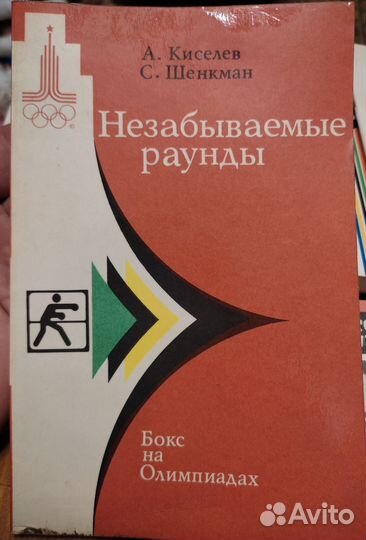 А. Киселев
С. Шенкман
Незабываемые
раунды
Бокс
на
Олимпиадах
Avito